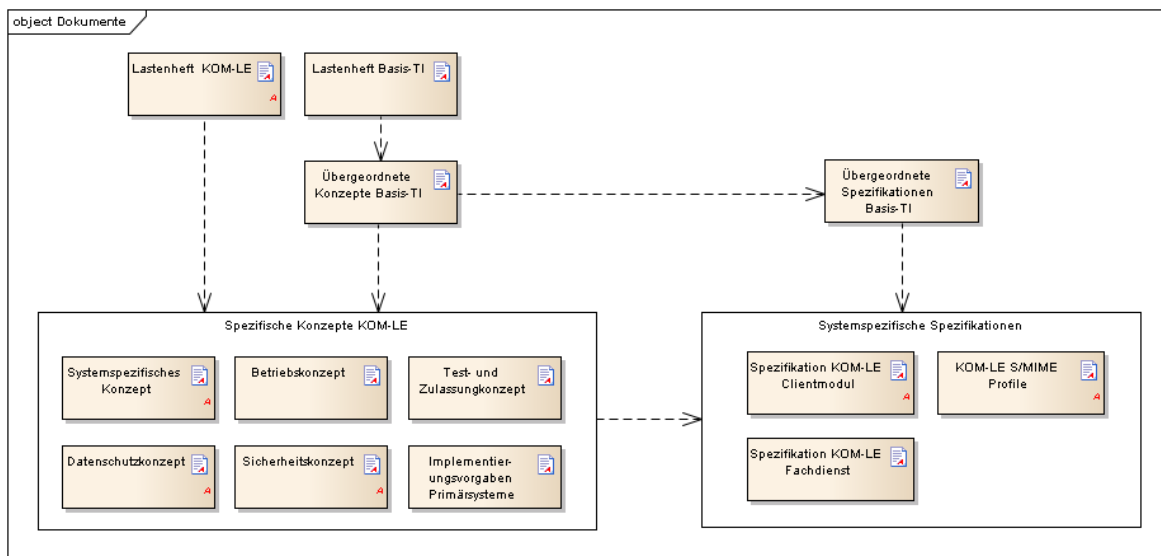 object Dokumente
Lastenheft KOM-LE
A
Lastenheft Basis-TI
Übergeordnete
Konzepte Basis-TI
Übergeordnete
Spezifikationen
Basis-TI
Spezifische Konzepte KOM-LE
Systemspezifisches
Konzept
A
Betriebskonzept
Test- und
Zulassungkonzept
Datenschutzkonzept
A
Sicherheitskonzept
A
Implementier-
ungsvorgaben
Primärsysteme
Systemspezifische Spezifikationen
Spezifikation KOM-LE
Clientmodul
A
KOM-LE S/MIME
Profile
A
Spezifikation KOM-LE
Fachdienst